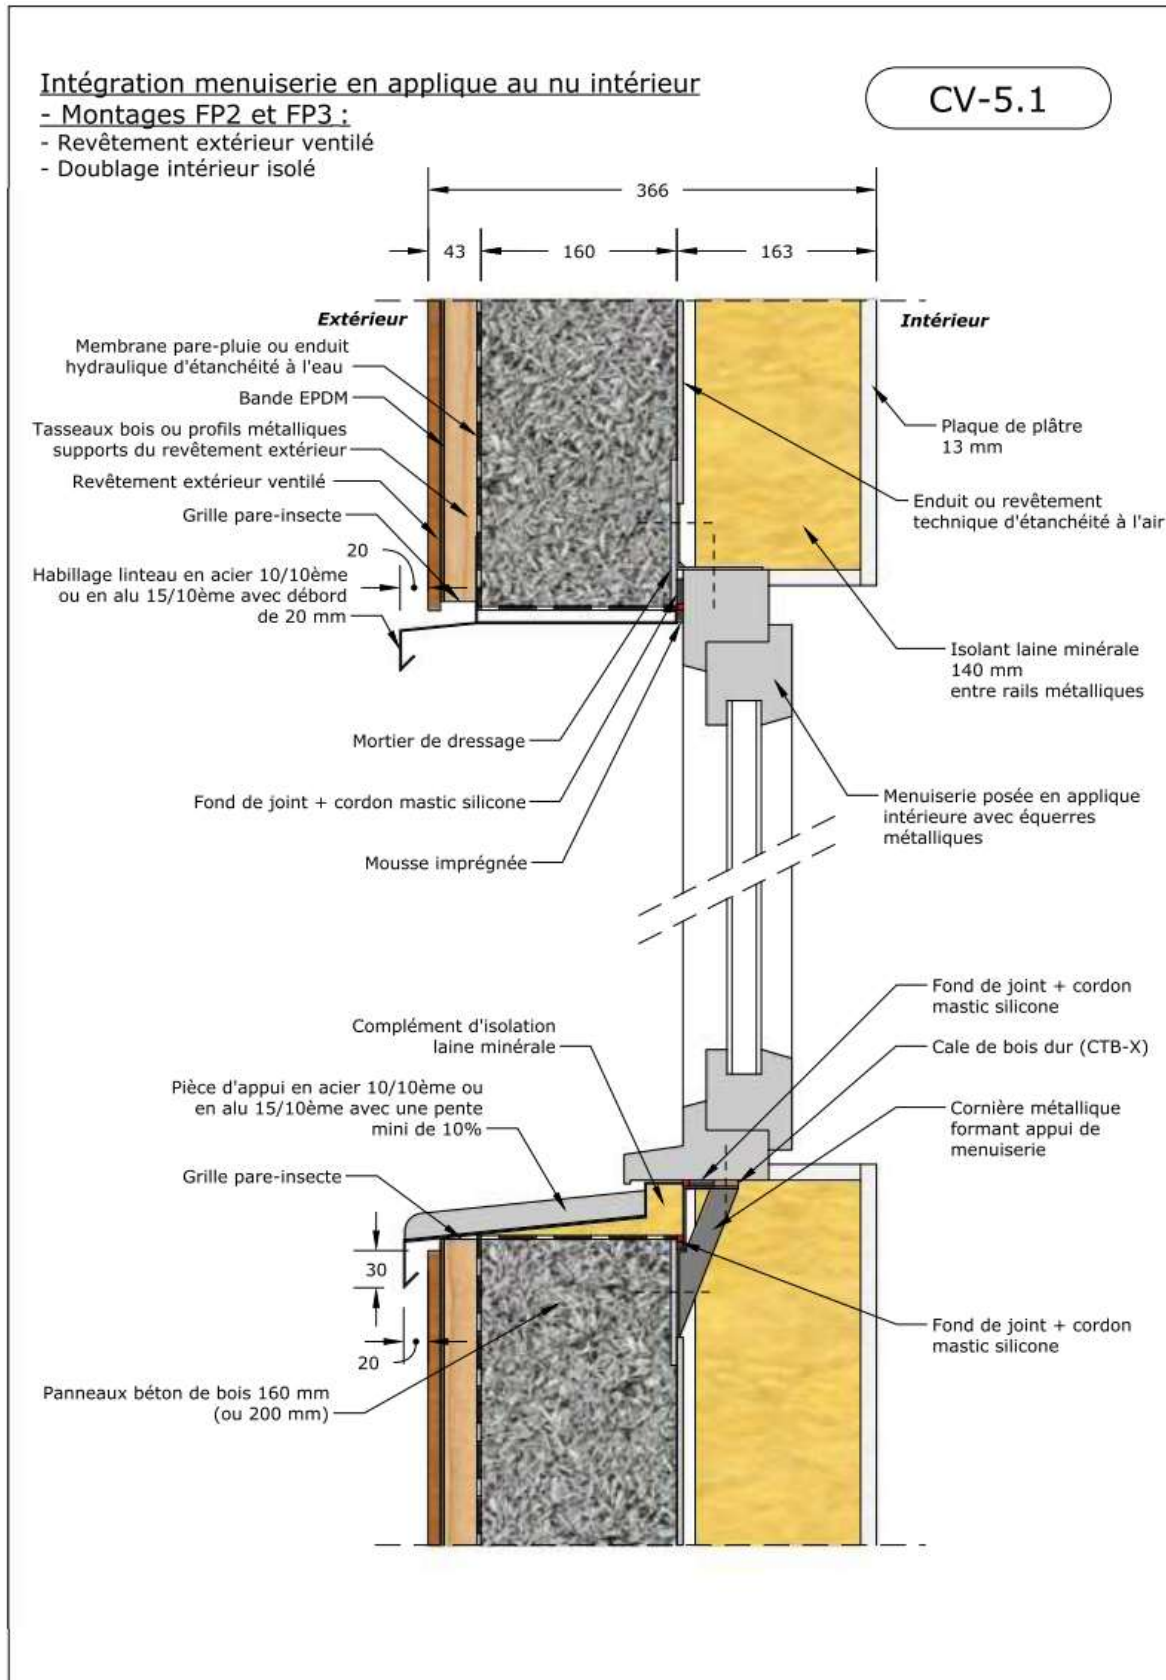 Intégration menuiserie en applique au nu intérieur
- Montages FP2 et FP3 :
- Revêtement extérieur ventilé
- Doublage intérieur isolé
CV-5.1
366
43
160
163
Extérieur
Intérieur
Membrane pare-pluie ou enduit
hydraulique d'étanchéité à l'eau
Bande EPDM
Tasseaux bois ou profils métalliques
supports du revêtement extérieur
Revêtement extérieur ventilé
Grille pare-insecte
20
Habillage linteau en acier 10/10ème
ou en alu 15/10ème avec débord
de 20 mm
Plaque de plâtre
13 mm
Enduit ou revêtement
technique d'étanchéité à l'air
Isolant laine minérale
140 mm
entre rails métalliques
Mortier de dressage
Fond de joint + cordon mastic silicone
Mousse imprégnée
Menuiserie posée en applique
intérieure avec équerres
métalliques
Complément d'isolation
laine minérale
Pièce d'appui en acier 10/10ème ou
en alu 15/10ème avec une pente
mini de 10%
Grille pare-insecte
30
20
Panneaux béton de bois 160 mm
(ou 200 mm)
Fond de joint + cordon
mastic silicone
Cale de bois dur (CTB-X)
Cornière métallique
formant appui de
menuiserie
Fond de joint + cordon
mastic silicone